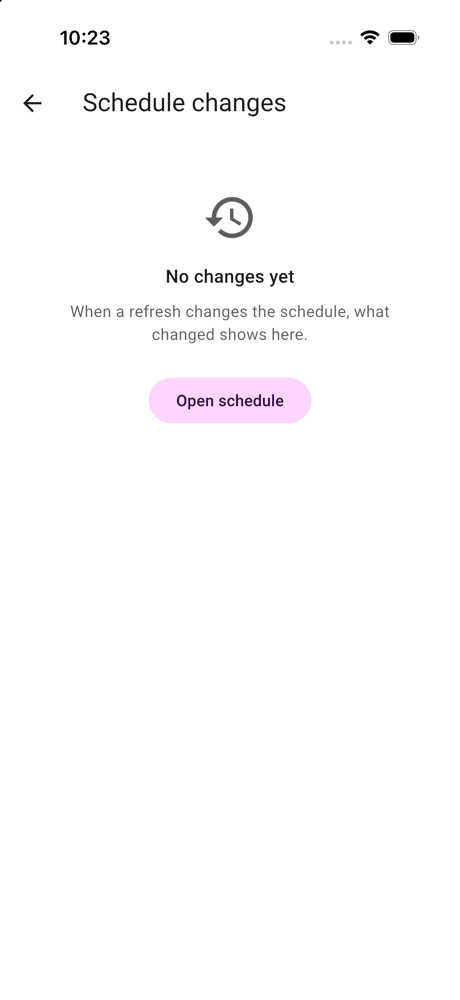 10:23
Schedule changes
No changes yet
When a refresh changes the schedule, what
changed shows here.
Open schedule